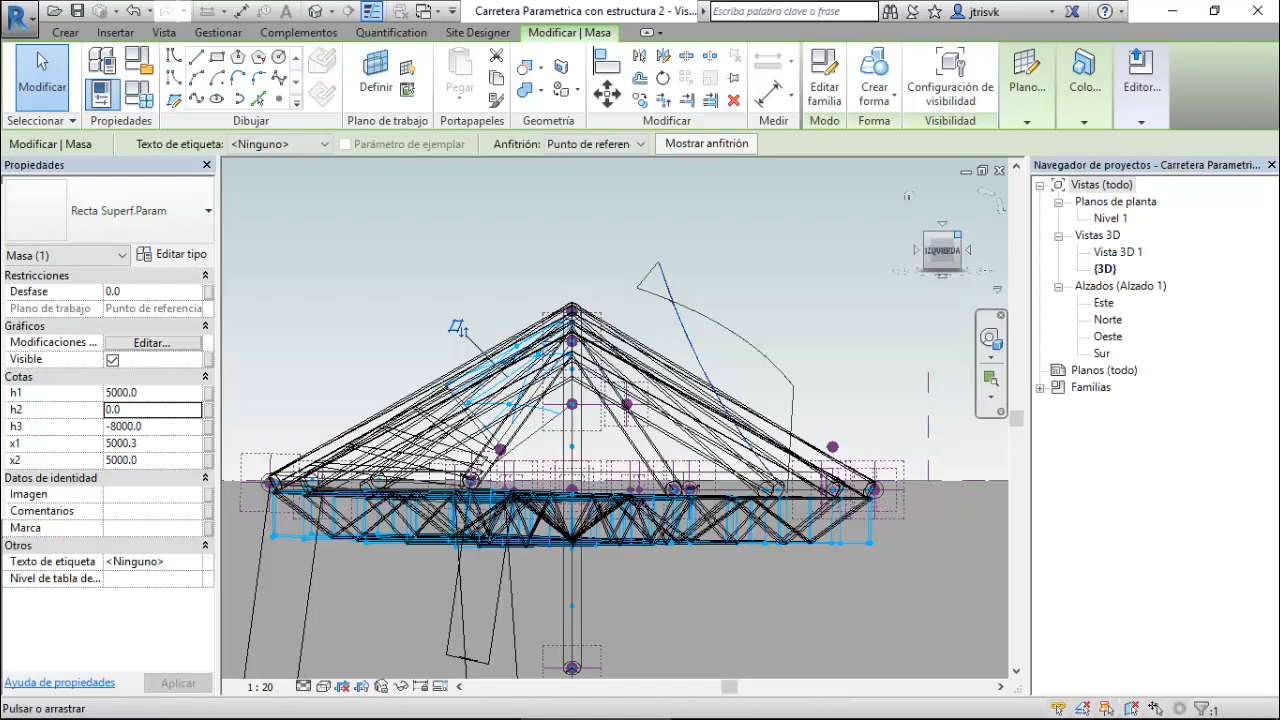 Carretera Parametrica con estructura 2 - Vis...
Escriba palabra clave o frase
jtrisvk
Crear Insertar Vista Gestionar Complementos Quantification Site Designer Modificar | Masa
Modificar
Definir
Pegar
Editar familia
Crear forma
Configuración de visibilidad
Plano...
Colo...
Editor...
Seleccionar Propiedades Dibujar Plano de trabajo Portapapeles Geometría Modificar Medir Modo Forma Visibilidad
Modificar | Masa Texto de etiqueta: <Ninguno> Parámetro de ejemplar Anfitrión: Punto de referen Mostrar anfitrión
Propiedades
Recta Superf.Param
Masa (1) Editar tipo
Restricciones
Desfase 0.0
Plano de trabajo Punto de referencia
Gráficos
Modificaciones ... Editar...
Visible
Cotas
h1 5000.0
h2 0.0
h3 -8000.0
x1 5000.3
x2 5000.0
Datos de identidad
Imagen
Comentarios
Marca
Otros
Texto de etiqueta <Ninguno>
Nivel de tabla de...
Ayuda de propiedades Aplicar
IZQUIERDA
1 : 20
Navegador de proyectos - Carretera Parametri...
Vistas (todo)
Planos de planta
Nivel 1
Vistas 3D
Vista 3D 1
{3D}
Alzados (Alzado 1)
Este
Norte
Oeste
Sur
Planos (todo)
Familias
Pulsar o arrastrar
:1